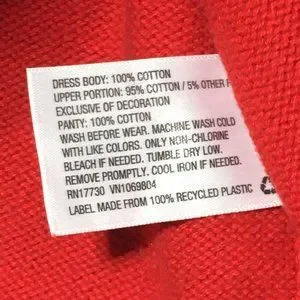 DRESS BODY: 100% COTTON
UPPER PORTION: 95% COTTON / 5% OTHER
EXCLUSIVE OF DECORATION
PANTY: 100% COTTON
WASH BEFORE WEAR. MACHINE WASH COLD
WITH LIKE COLORS. ONLY NON-CHLORINE
BLEACH IF NEEDED. TUMBLE DRY LOW.
REMOVE PROMPTLY. COOL IRON IF NEEDED.
RN17730 VN1069804
LABEL MADE FROM 100% RECYCLED PLASTIC